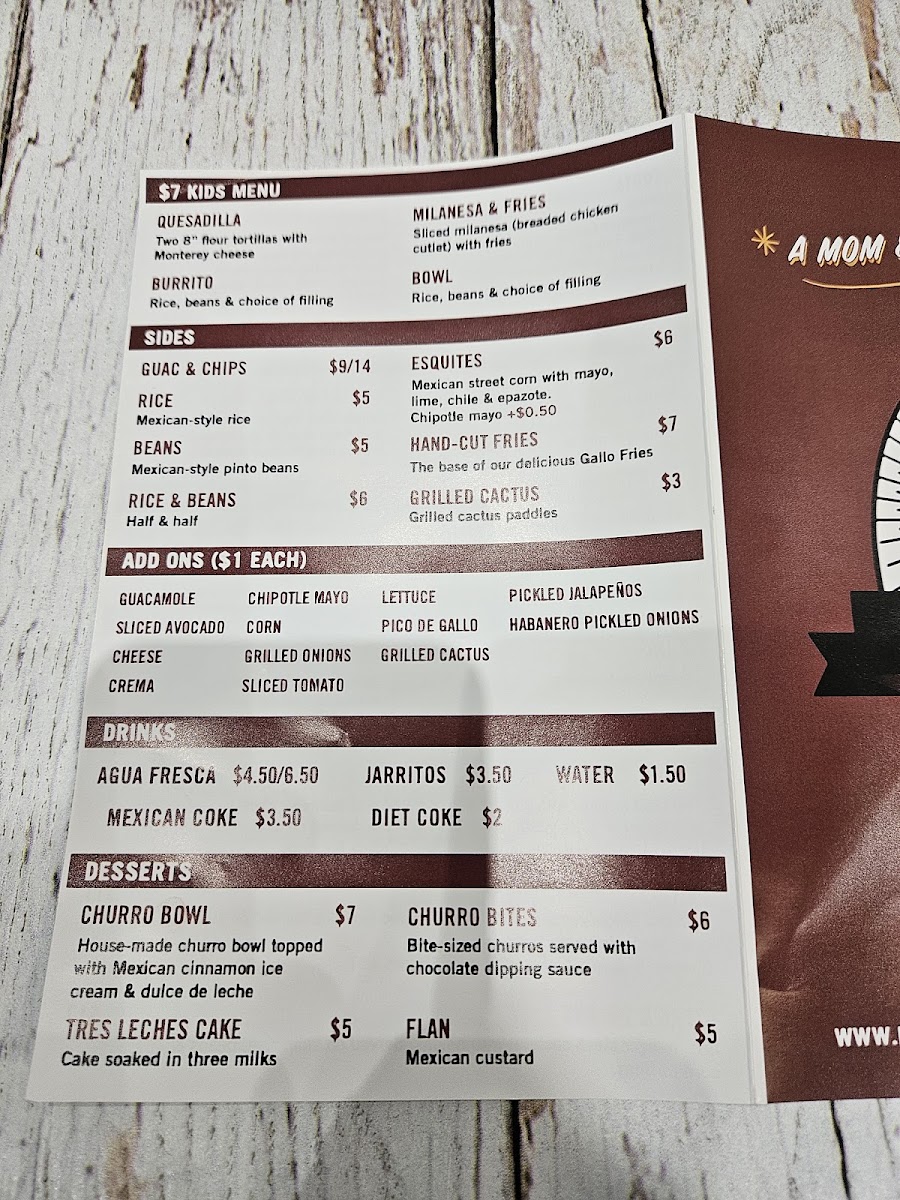 $7 KIDS MENU
QUESADILLA
Two 8" flour tortillas with
Monterey cheese
MILANESA & FRIES
Sliced milanesa (breaded chicken
cutlet) with fries
BURRITO
Rice, beans & choice of filling
BOWL
Rice, beans & choice of filling
SIDES
GUAC & CHIPS $9/14
RICE $5
Mexican-style rice
BEANS $5
Mexican-style pinto beans
RICE & BEANS $6
Half & half
ESQUITES $6
Mexican street corn with mayo,
lime, chile & epazote.
Chipotle mayo +$0.50
HAND-CUT FRIES $7
The base of our delicious Gallo Fries
GRILLED CACTUS $3
Grilled cactus paddles
ADD ONS ($1 EACH)
GUACAMOLE CHIPOTLE MAYO LETTUCE PICKLED JALAPEÑOS
SLICED AVOCADO CORN PICO DE GALLO HABANERO PICKLED ONIONS
CHEESE GRILLED ONIONS GRILLED CACTUS
CREMA SLICED TOMATO
DRINKS
AGUA FRESCA $4.50/6.50 JARRITOS $3.50 WATER $1.50
MEXICAN COKE $3.50 DIET COKE $2
DESSERTS
CHURRO BOWL $7
House-made churro bowl topped
with Mexican cinnamon ice
cream & dulce de leche
CHURRO BITES $6
Bite-sized churros served with
chocolate dipping sauce
TRES LECHES CAKE $5
Cake soaked in three milks
FLAN $5
Mexican custard
A MOM
WWW.